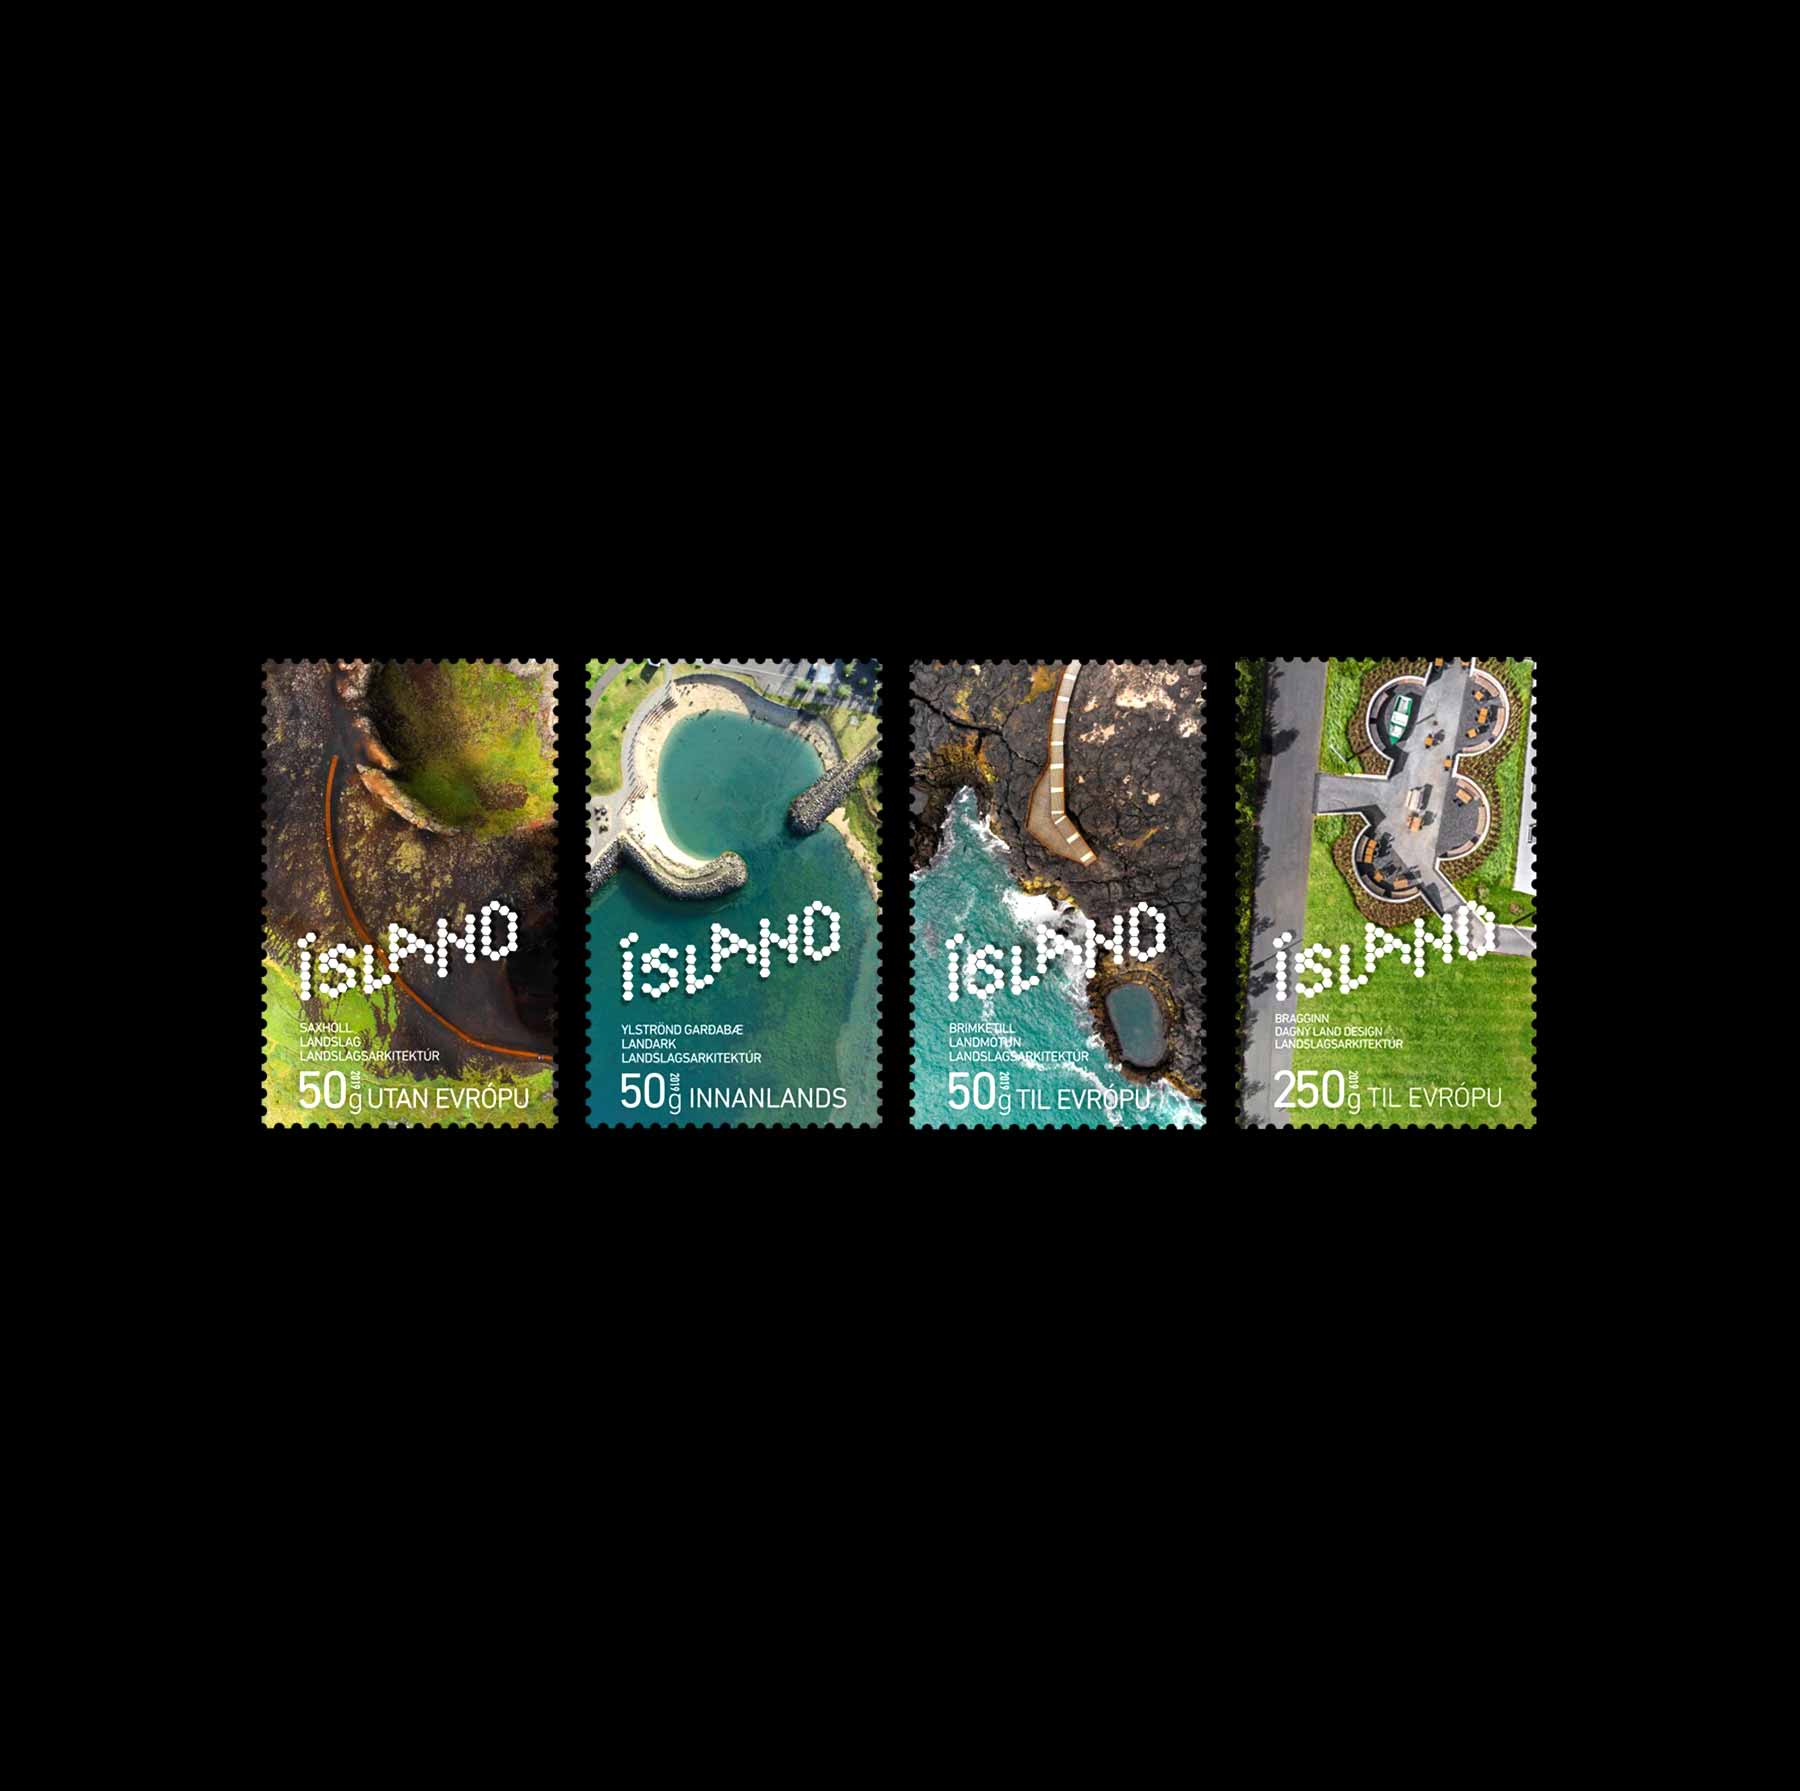 ÍSLAND
SAXHÓLL
LANDSLAG
LANDSLAGSARKITEKTÚR
50g 2019 UTAN EVRÓPU
ÍSLAND
YLSTRÖND GARÐABÆ
LANDARK
LANDSLAGSARKITEKTÚR
50g 2019 INNANLANDS
ÍSLAND
BRIMKETILL
LANDMÓTUN
LANDSLAGSARKITEKTÚR
50g 2019 TIL EVRÓPU
ÍSLAND
BRAGGINN
DAGNÝ LAND DESIGN
LANDSLAGSARKITEKTÚR
250g 2019 TIL EVRÓPU